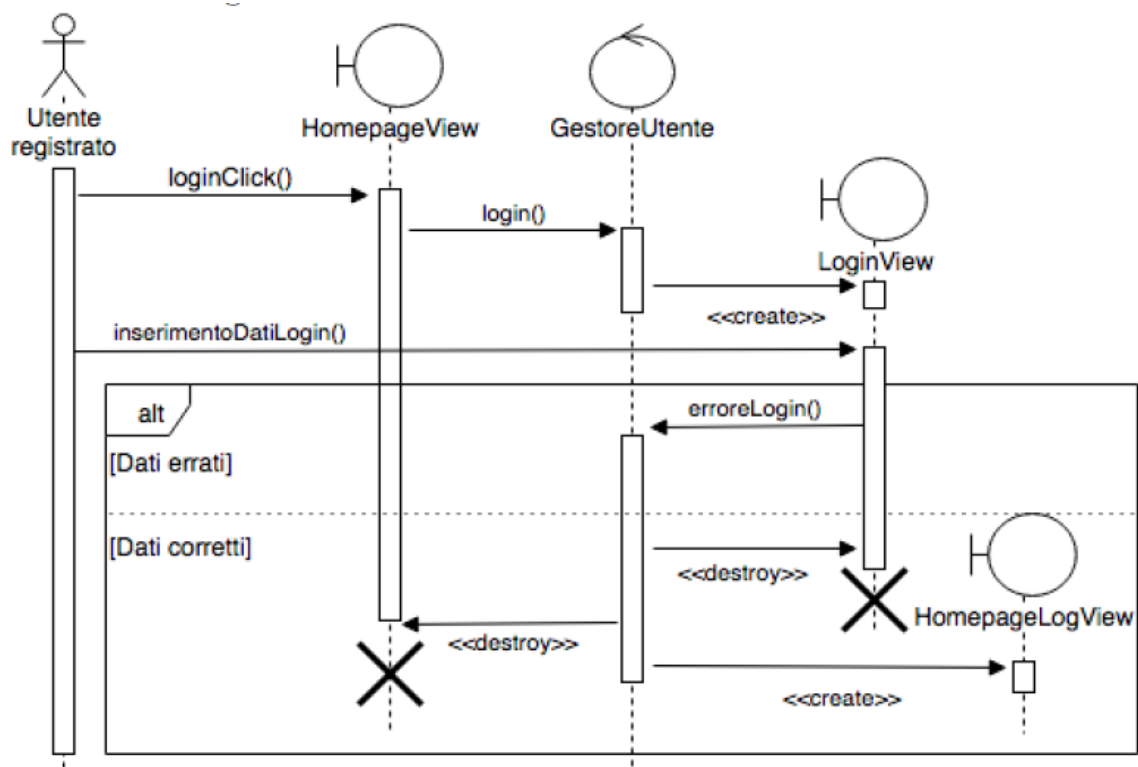 Utente
registrato
HomepageView
GestoreUtente
loginClick()
login()
LoginView
<<create>>
inserimentoDatiLogin()
alt
erroreLogin()
[Dati errati]
[Dati corretti]
<<destroy>>
HomepageLogView
<<destroy>>
<<create>>